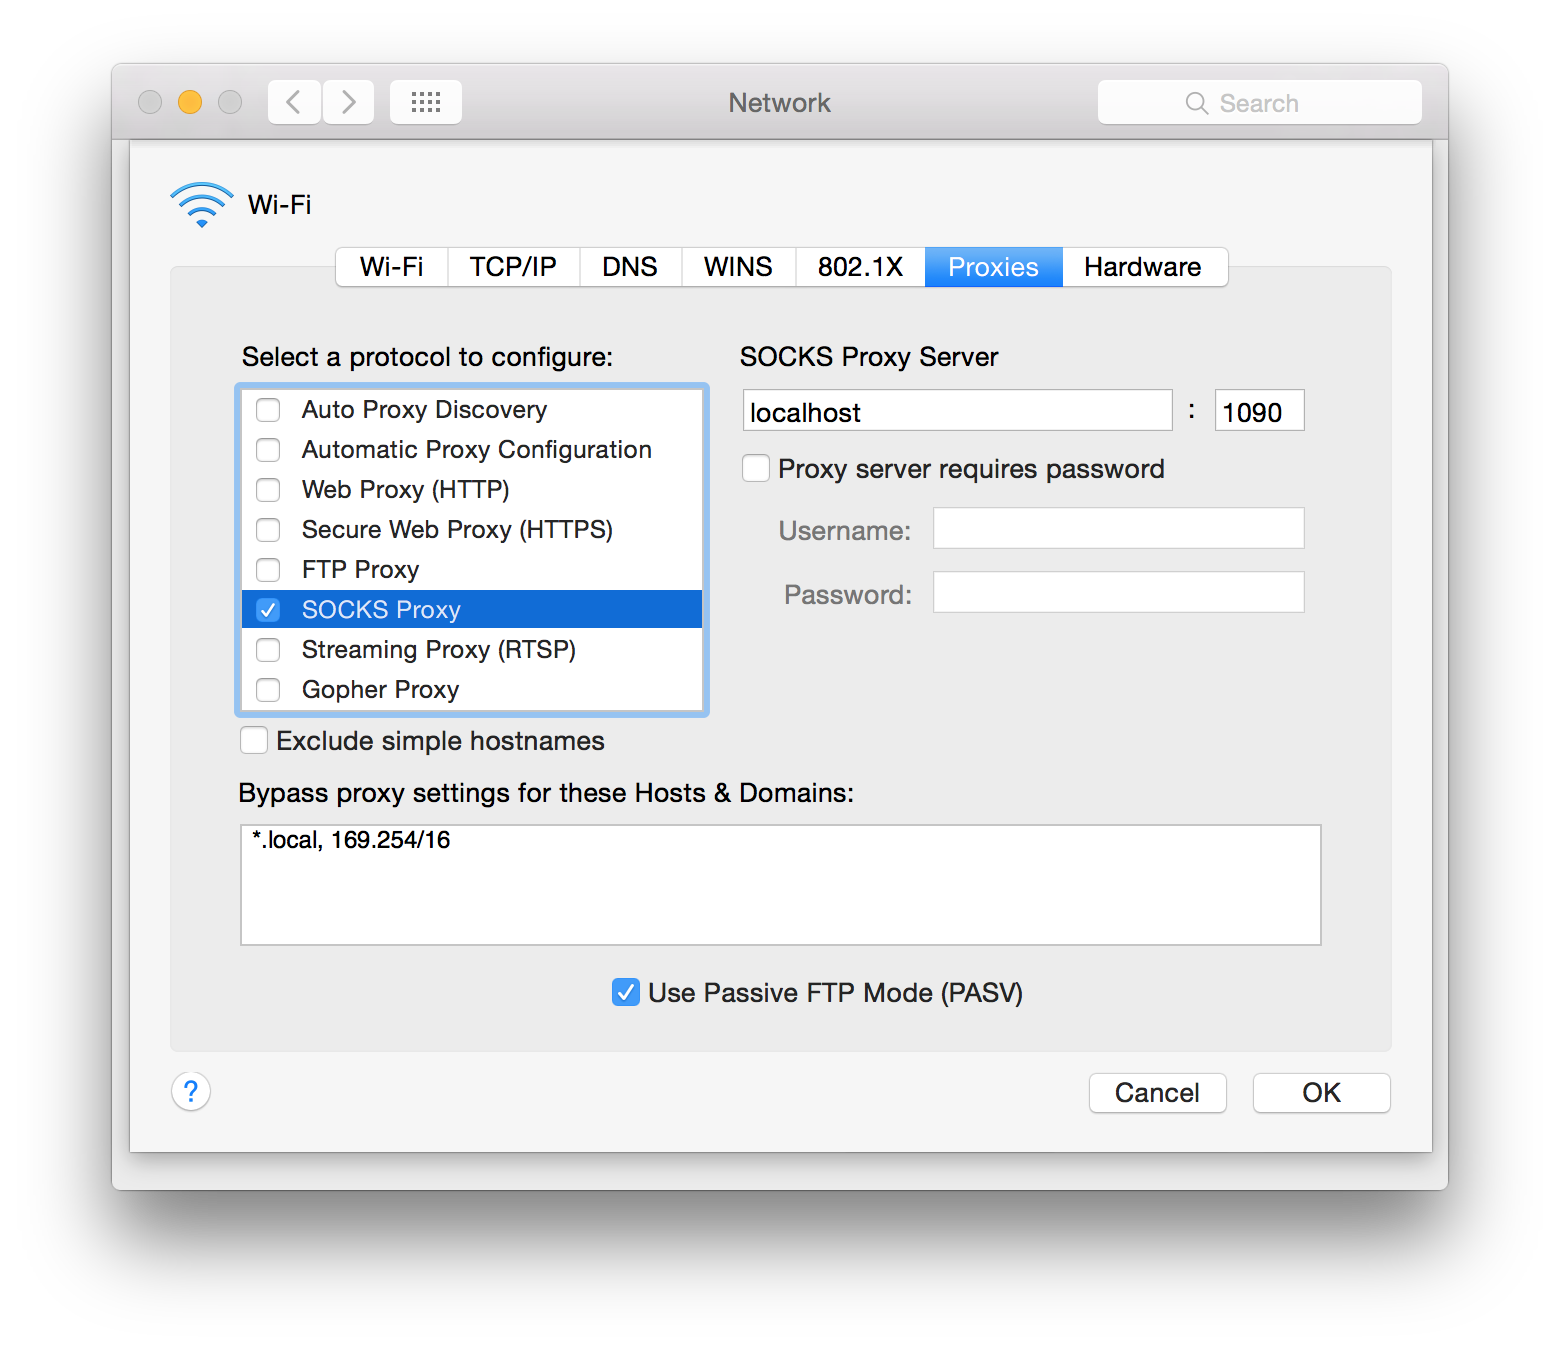 Network
Search
Wi-Fi
Wi-Fi TCP/IP DNS WINS 802.1X Proxies Hardware
Select a protocol to configure:
Auto Proxy Discovery
Automatic Proxy Configuration
Web Proxy (HTTP)
Secure Web Proxy (HTTPS)
FTP Proxy
SOCKS Proxy
Streaming Proxy (RTSP)
Gopher Proxy
Exclude simple hostnames
SOCKS Proxy Server
localhost : 1090
Proxy server requires password
Username:
Password:
Bypass proxy settings for these Hosts & Domains:
*.local, 169.254/16
Use Passive FTP Mode (PASV)
?
Cancel
OK